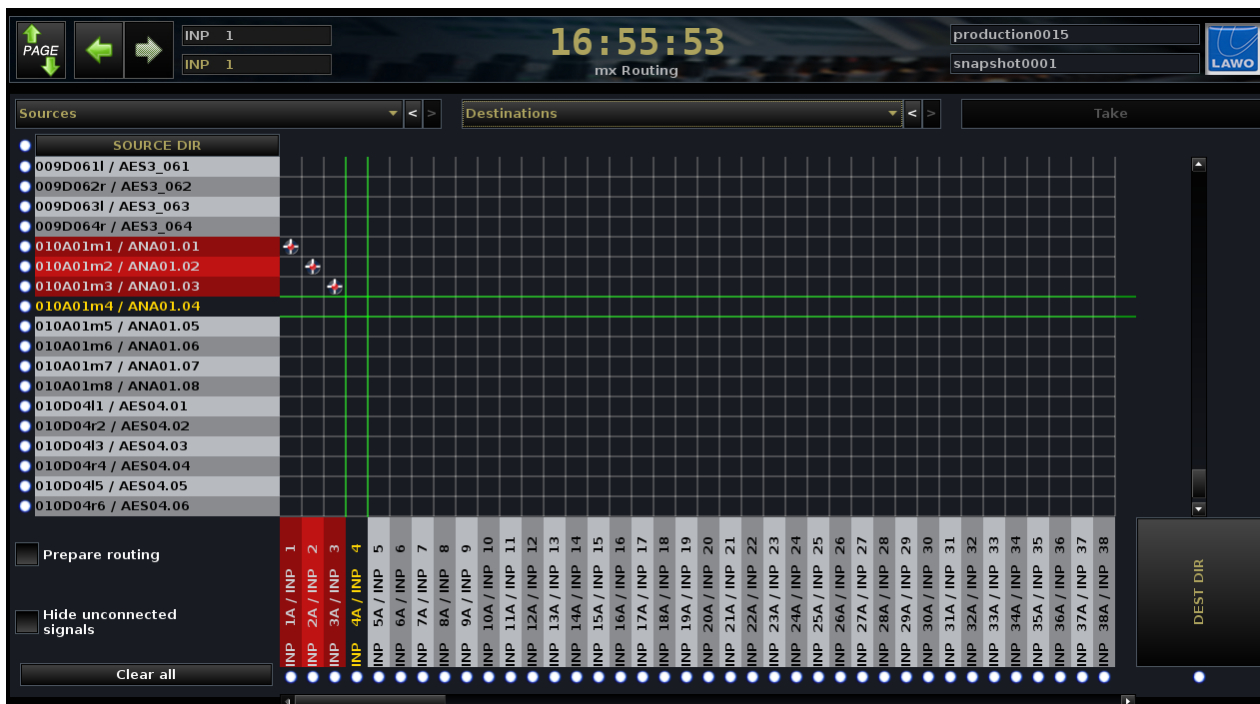 PAGE
INP 1
INP 1
16:55:53
mx Routing
production0015
snapshot0001
LAWO
Sources
<
>
Destinations
<
>
Take
SOURCE DIR
009D061l / AES3_061
009D062r / AES3_062
009D063l / AES3_063
009D064r / AES3_064
010A01m1 / ANA01.01
010A01m2 / ANA01.02
010A01m3 / ANA01.03
010A01m4 / ANA01.04
010A01m5 / ANA01.05
010A01m6 / ANA01.06
010A01m7 / ANA01.07
010A01m8 / ANA01.08
010D04l1 / AES04.01
010D04r2 / AES04.02
010D04l3 / AES04.03
010D04r4 / AES04.04
010D04l5 / AES04.05
010D04r6 / AES04.06
Prepare routing
Hide unconnected
signals
Clear all
INP 1A / INP 1
INP 2A / INP 2
INP 3A / INP 3
INP 4A / INP 4
INP 5A / INP 5
INP 6A / INP 6
INP 7A / INP 7
INP 8A / INP 8
INP 9A / INP 9
INP 10A / INP 10
INP 11A / INP 11
INP 12A / INP 12
INP 13A / INP 13
INP 14A / INP 14
INP 15A / INP 15
INP 16A / INP 16
INP 17A / INP 17
INP 18A / INP 18
INP 19A / INP 19
INP 20A / INP 20
INP 21A / INP 21
INP 22A / INP 22
INP 23A / INP 23
INP 24A / INP 24
INP 25A / INP 25
INP 26A / INP 26
INP 27A / INP 27
INP 28A / INP 28
INP 29A / INP 29
INP 30A / INP 30
INP 31A / INP 31
INP 32A / INP 32
INP 33A / INP 33
INP 34A / INP 34
INP 35A / INP 35
INP 36A / INP 36
INP 37A / INP 37
INP 38A / INP 38
DEST DIR